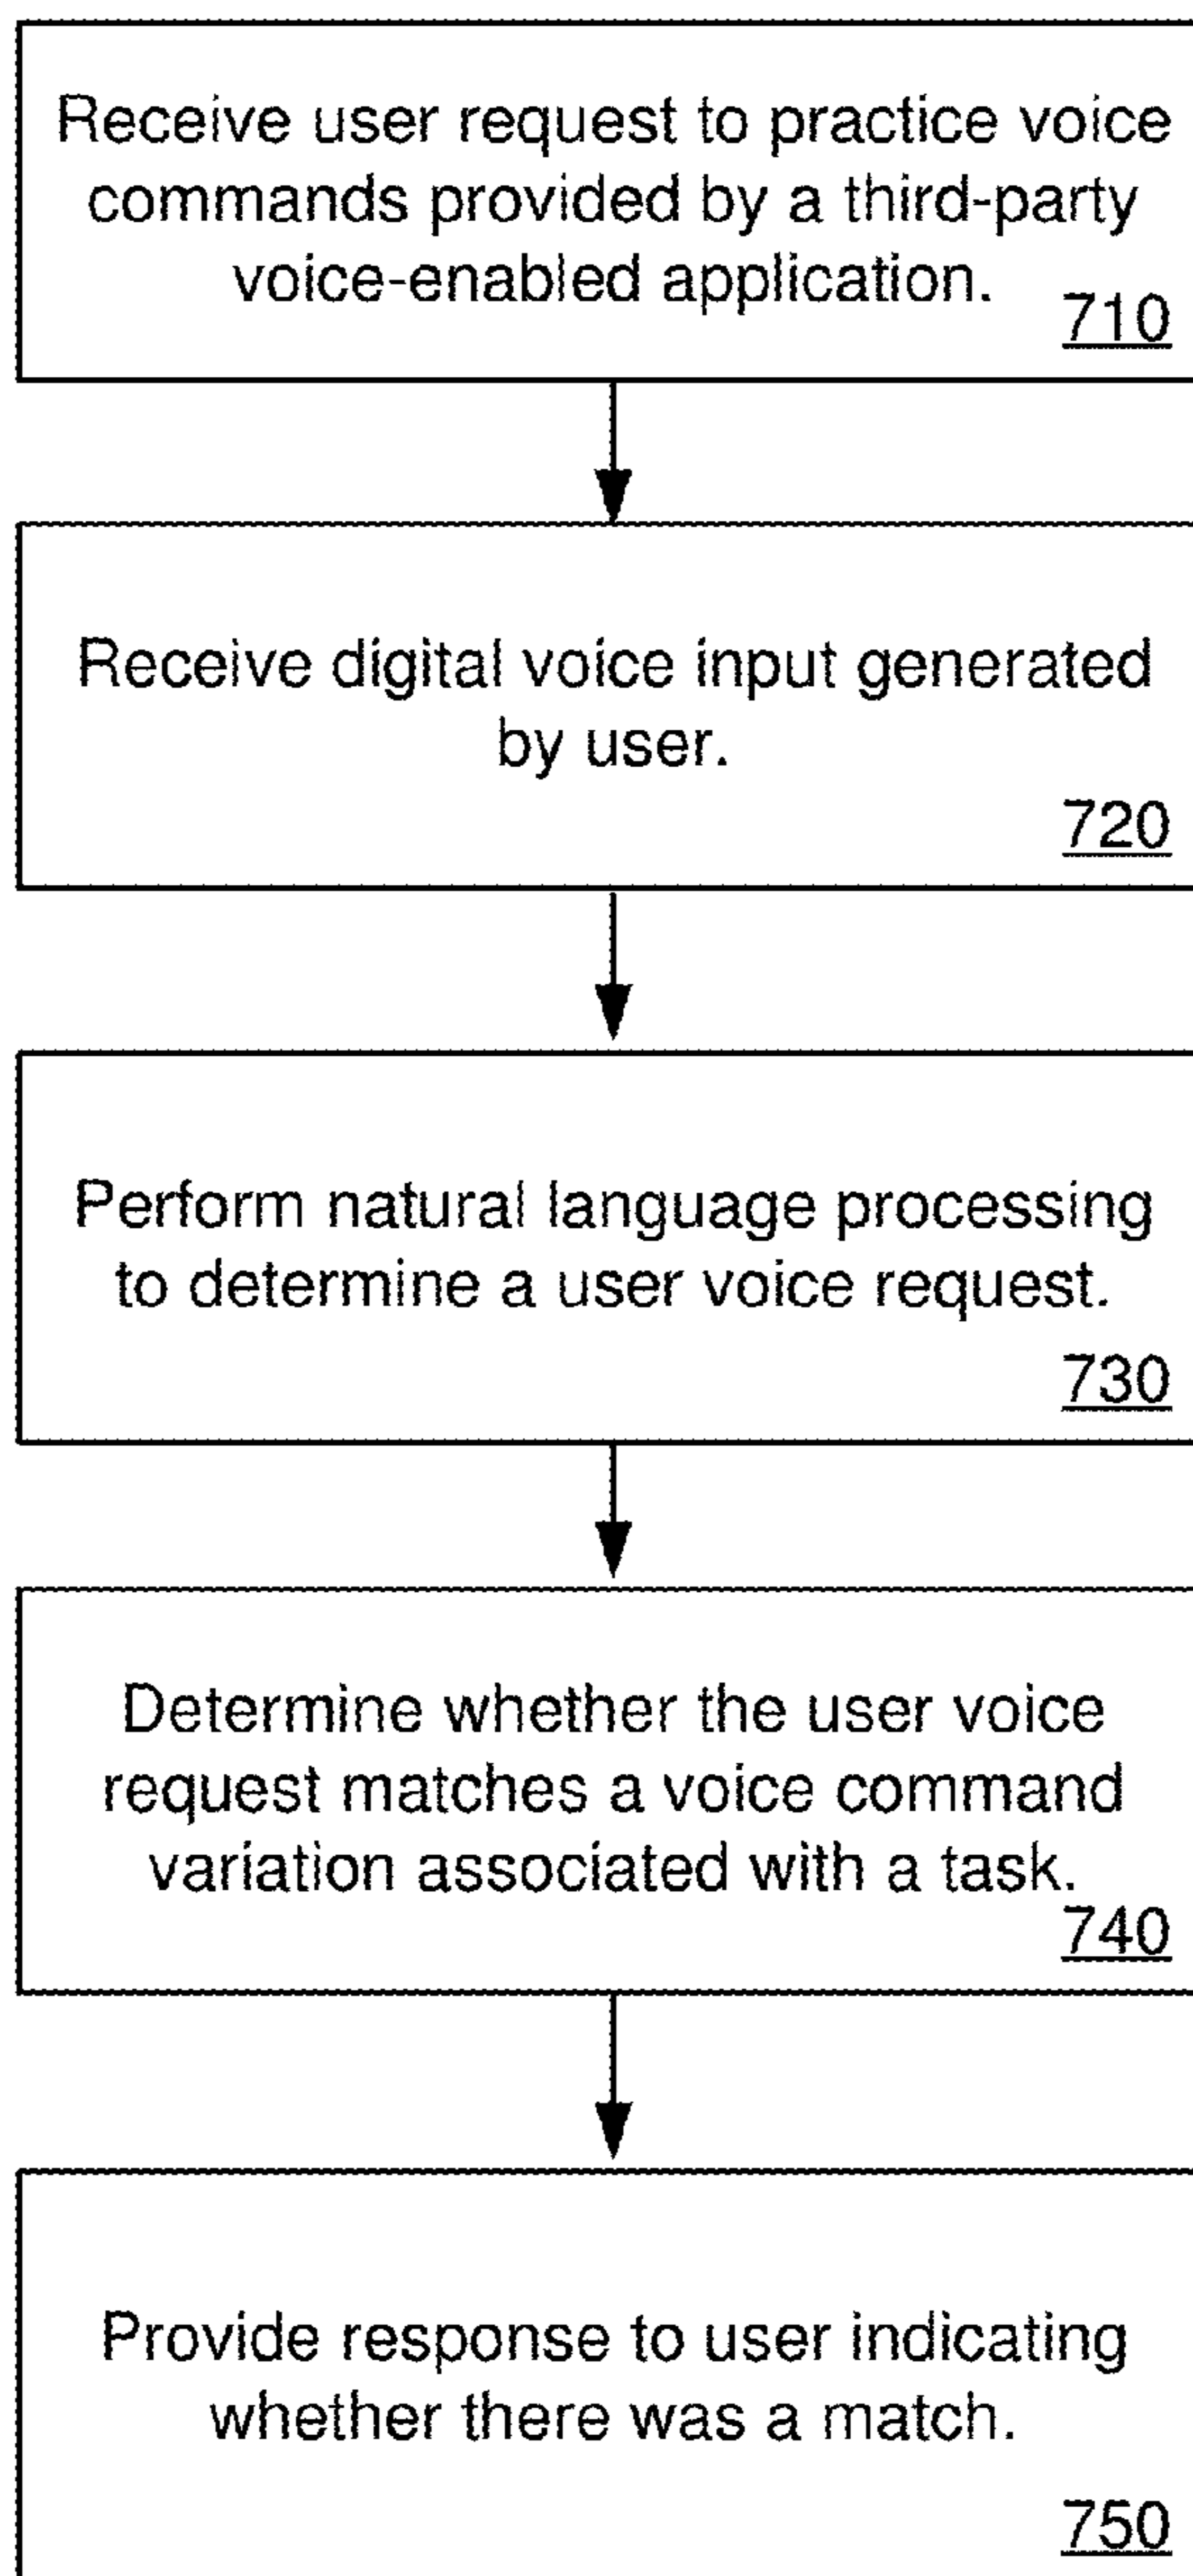 Receive user request to practice voice
commands provided by a third-party
voice-enabled application.
710
Receive digital voice input generated
by user.
720
Perform natural language processing
to determine a user voice request.
730
Determine whether the user voice
request matches a voice command
variation associated with a task.
740
Provide response to user indicating
whether there was a match.
750